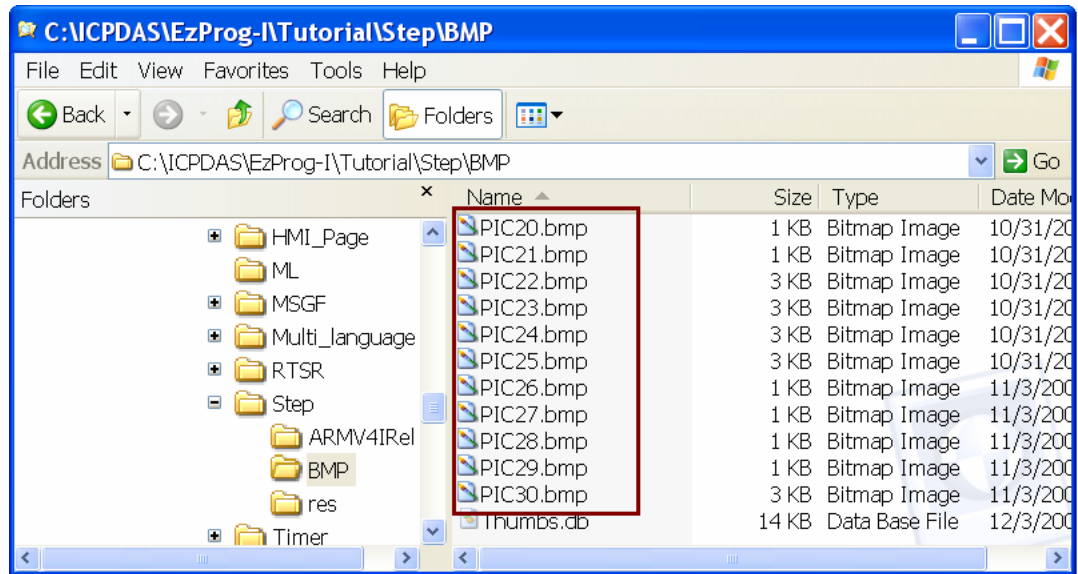 C:\ICPDAS\EzProg-I\Tutorial\Step\BMP
File Edit View Favorites Tools Help
Back Search Folders
Address C:\ICPDAS\EzProg-I\Tutorial\Step\BMP Go
Folders
HMI_Page
ML
MSGF
Multi_language
RTSR
Step
ARMV4IRel
BMP
res
Timer
Name Size Type Date Mo
PIC20.bmp 1 KB Bitmap Image 10/31/20
PIC21.bmp 1 KB Bitmap Image 10/31/20
PIC22.bmp 3 KB Bitmap Image 10/31/20
PIC23.bmp 3 KB Bitmap Image 10/31/20
PIC24.bmp 3 KB Bitmap Image 10/31/20
PIC25.bmp 3 KB Bitmap Image 10/31/20
PIC26.bmp 1 KB Bitmap Image 11/3/200
PIC27.bmp 1 KB Bitmap Image 11/3/200
PIC28.bmp 1 KB Bitmap Image 11/3/200
PIC29.bmp 1 KB Bitmap Image 11/3/200
PIC30.bmp 3 KB Bitmap Image 11/3/200
Thumbs.db 14 KB Data Base File 12/3/200